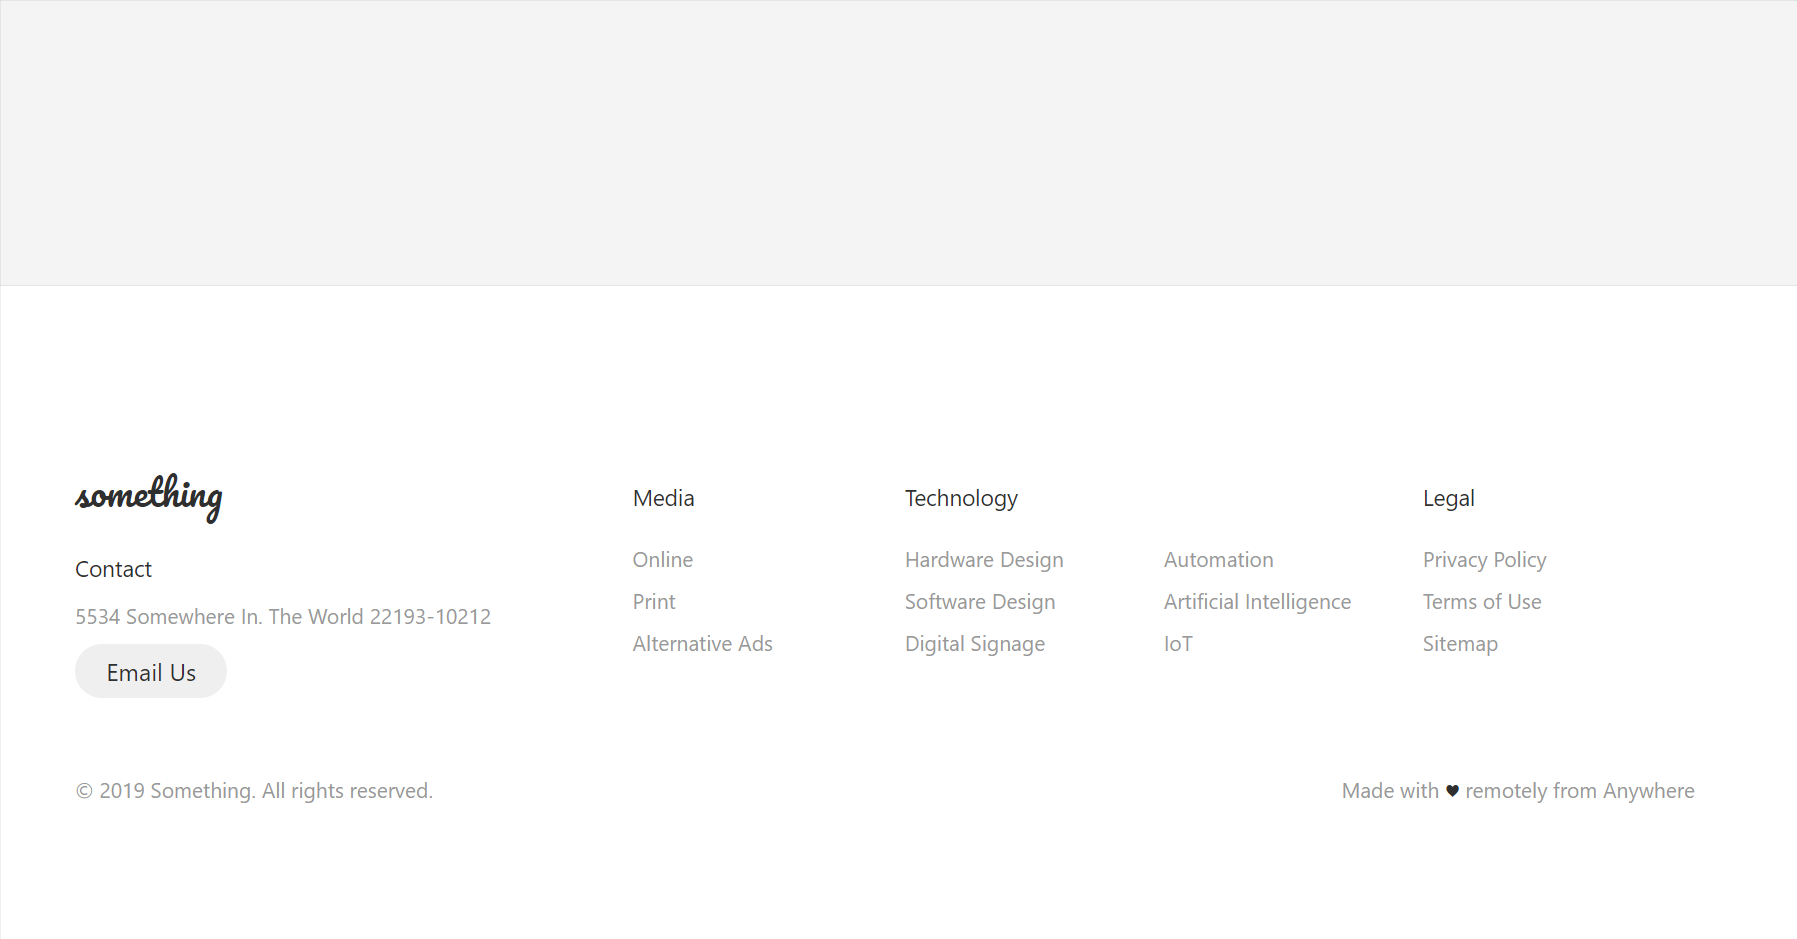 something
Contact
5534 Somewhere In. The World 22193-10212
Email Us
Media
Online
Print
Alternative Ads
Technology
Hardware Design
Software Design
Digital Signage
Automation
Artificial Intelligence
IoT
Legal
Privacy Policy
Terms of Use
Sitemap
© 2019 Something. All rights reserved.
Made with ♥ remotely from Anywhere